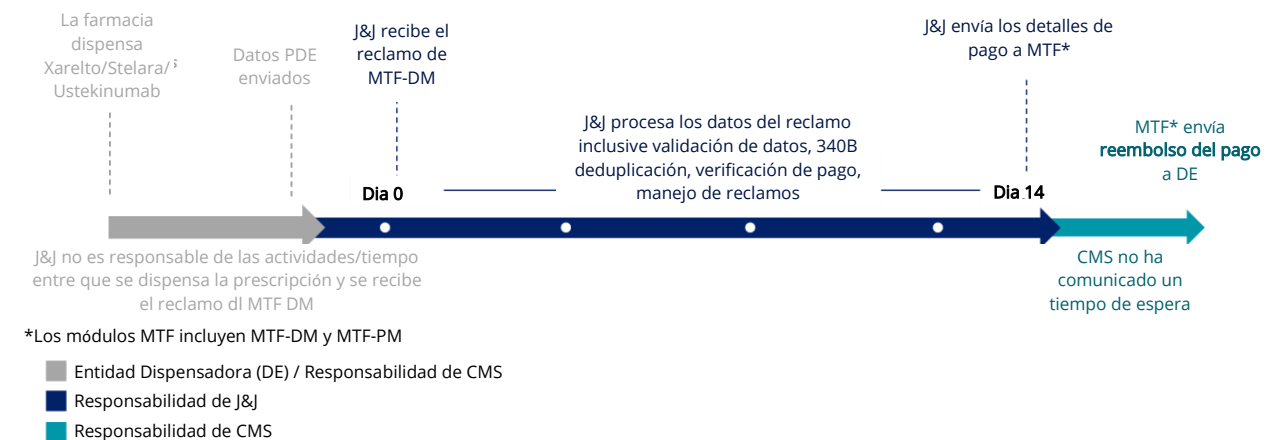 La farmacia
dispensa
Xarelto/Stelara/
Ustekinumab
Datos PDE
enviados
J&J recibe el
reclamo de
MTF-DM
J&J envía los detalles de
pago a MTF*
J&J procesa los datos del reclamo
inclusive validación de datos, 340B
deduplicación, verificación de pago,
manejo de reclamos
MTF* envía
reembolso del pago
a DE
Dia 0
Dia 14
J&J no es responsable de las actividades/tiempo
entre que se dispensa la prescripción y se recibe
el reclamo dl MTF DM
CMS no ha
comunicado un
tiempo de espera
*Los módulos MTF incluyen MTF-DM y MTF-PM
Entidad Dispensadora (DE) / Responsabilidad de CMS
Responsabilidad de J&J
Responsabilidad de CMS